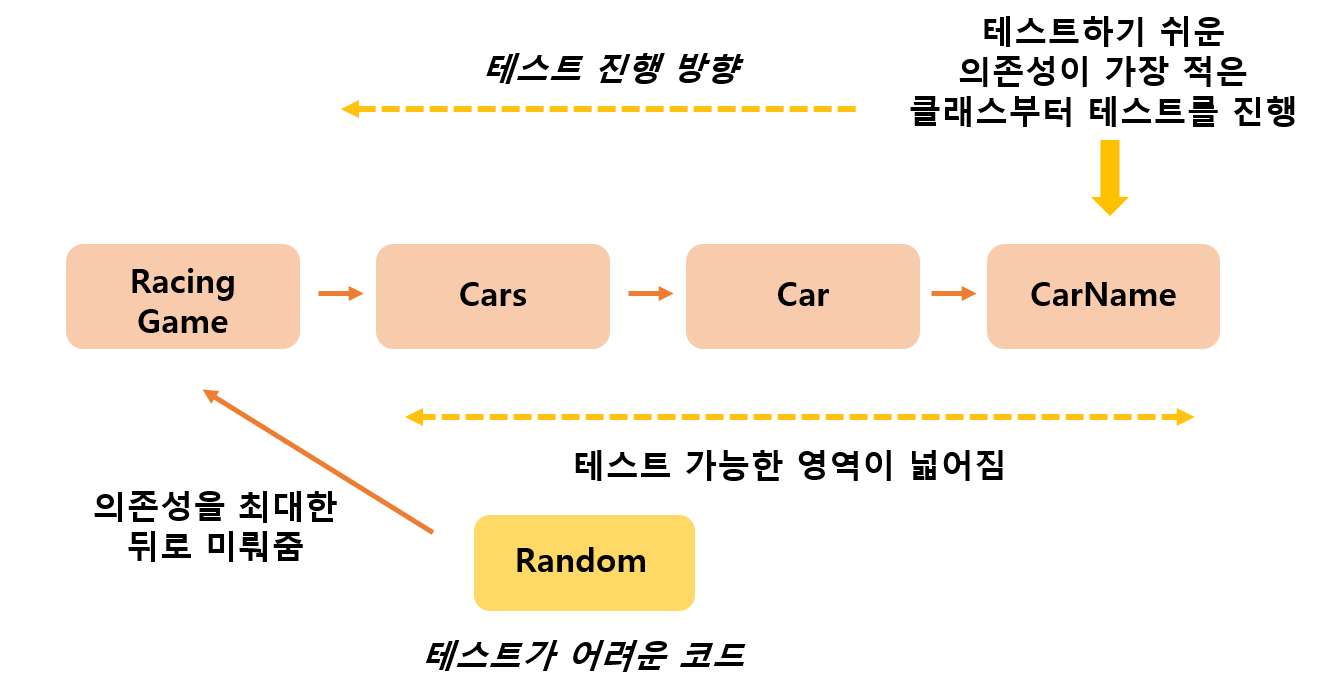 테스트 진행 방향
테스트하기 쉬운
의존성이 가장 적은
클래스부터 테스트를 진행
Racing
Game
Cars
Car
CarName
테스트 가능한 영역이 넓어짐
의존성을 최대한
뒤로 미뤄줌
Random
테스트가 어려운 코드